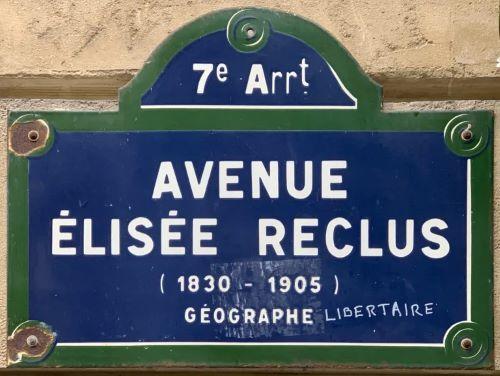 7e Arrt
AVENUE
ÉLISÉE RECLUS
( 1830 - 1905 )
GÉOGRAPHE LIBERTAIRE